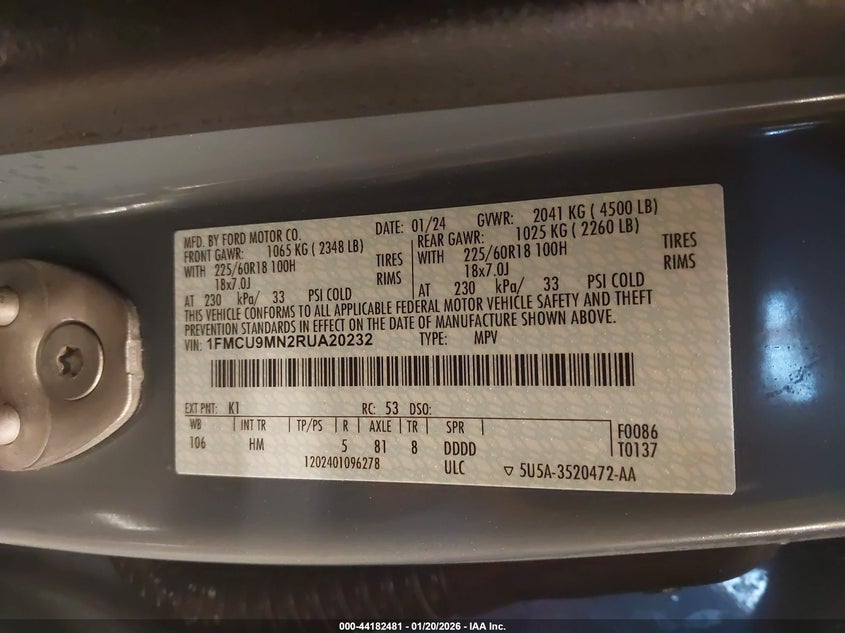 MFD. BY FORD MOTOR CO. DATE: 01/24 GVWR: 2041 KG ( 4500 LB)
FRONT GAWR: 1065 KG ( 2348 LB) REAR GAWR: 1025 KG ( 2260 LB)
WITH 225/60R18 100H TIRES WITH 225/60R18 100H TIRES
18x7.0J RIMS 18x7.0J RIMS
AT 230 kPa/ 33 PSI COLD AT 230 kPa/ 33 PSI COLD
THIS VEHICLE CONFORMS TO ALL APPLICABLE FEDERAL MOTOR VEHICLE SAFETY AND THEFT
PREVENTION STANDARDS IN EFFECT ON THE DATE OF MANUFACTURE SHOWN ABOVE.
VIN: 1FMCU9MN2RUA20232 TYPE: MPV
EXT PNT: K1 RC: 53 DSO:
WB INT TR TP/PS R AXLE TR SPR F0086
106 HM 5 81 8 DDDD T0137
1202401096278 ULC ▽ 5U5A-3520472-AA
000-44182481 - 01/20/2026 - IAA Inc.